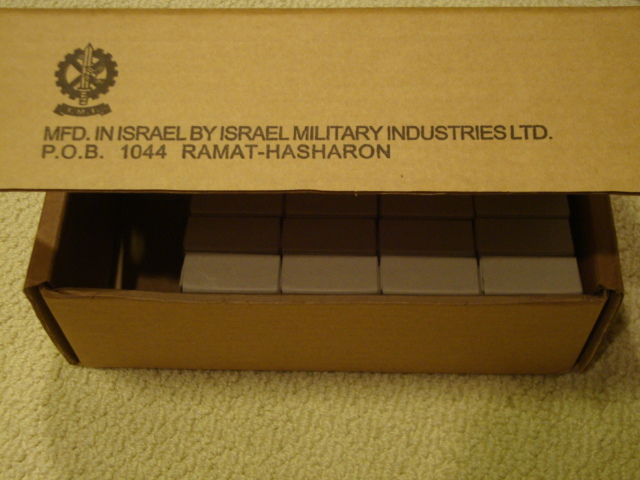 I.M.I.
MFD. IN ISRAEL BY ISRAEL MILITARY INDUSTRIES LTD.
P.O.B. 1044 RAMAT-HASHARON